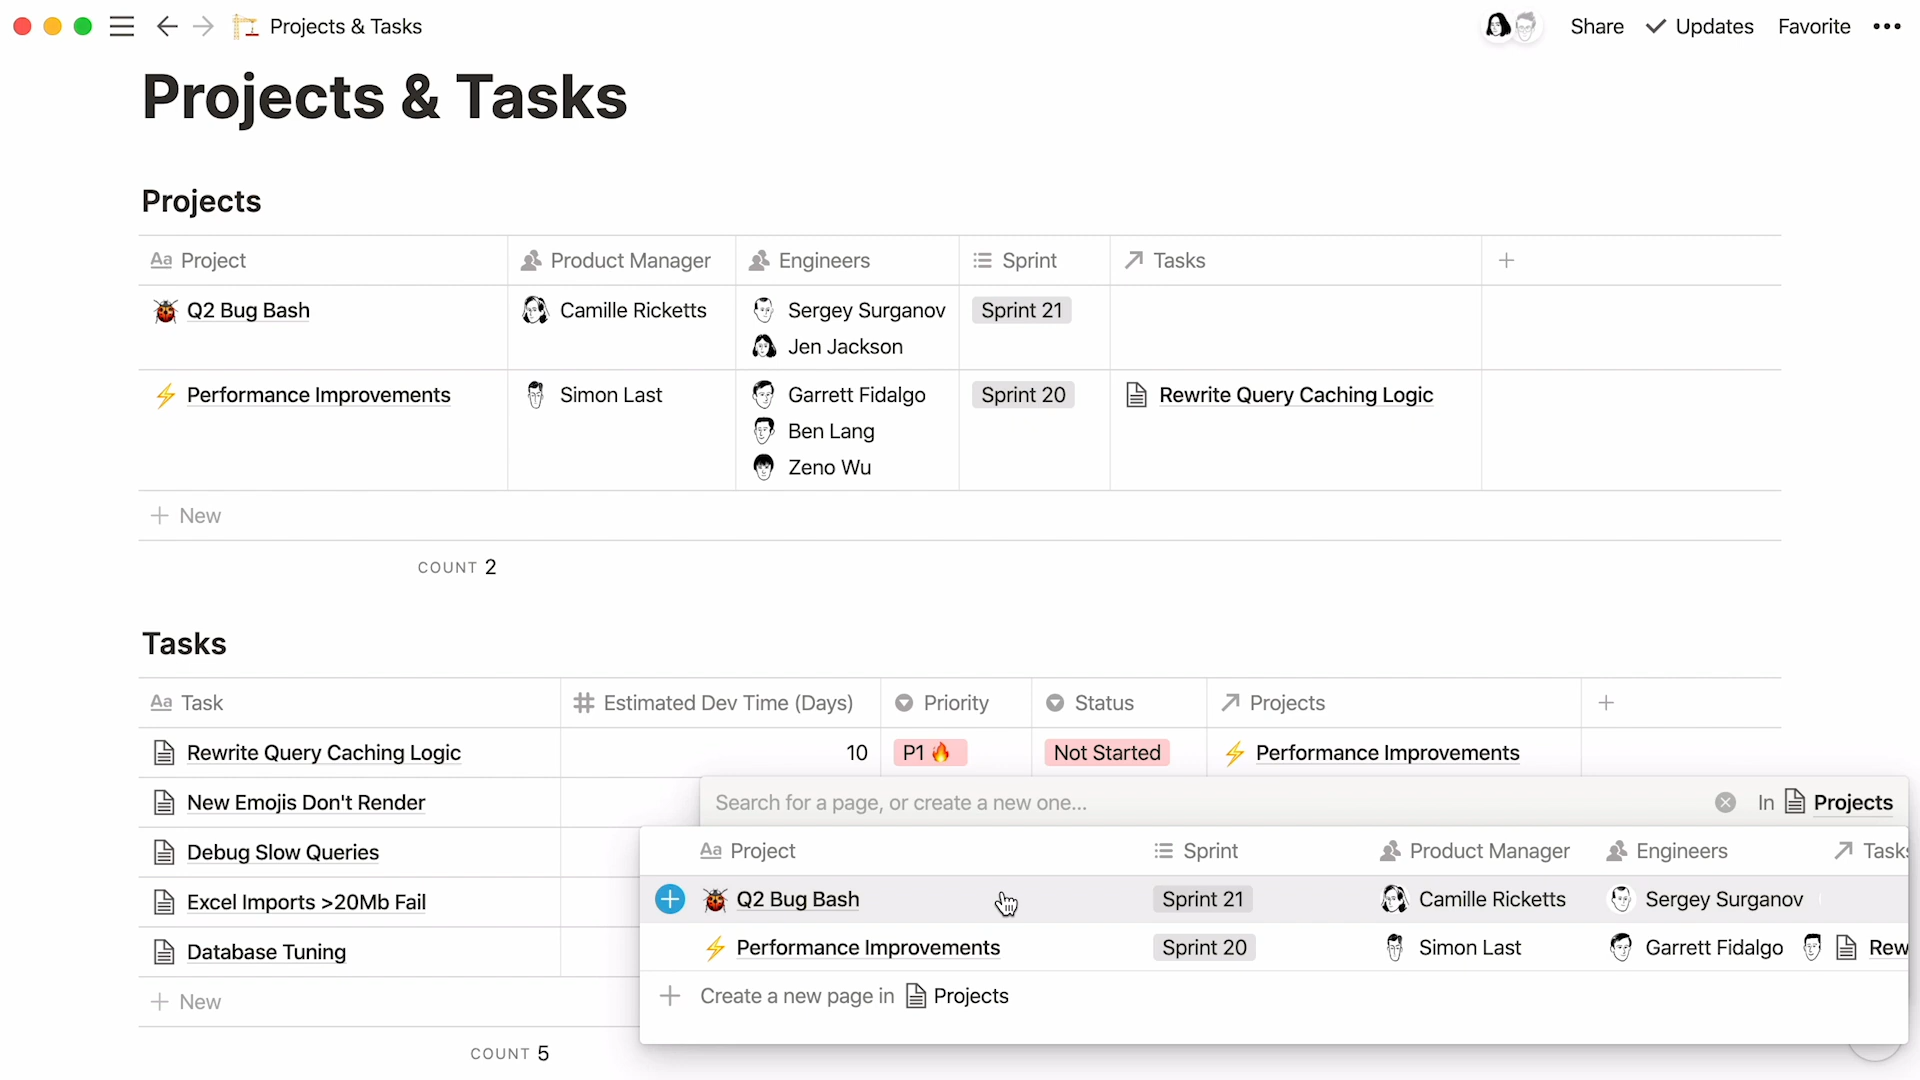 Projects & Tasks
Share Updates Favorite
Projects & Tasks
Projects
Aa Project Product Manager Engineers Sprint Tasks
Q2 Bug Bash Camille Ricketts Sergey Surganov Sprint 21
Jen Jackson
Performance Improvements Simon Last Garrett Fidalgo Sprint 20 Rewrite Query Caching Logic
Ben Lang
Zeno Wu
+ New
COUNT 2
Tasks
Aa Task # Estimated Dev Time (Days) Priority Status Projects
Rewrite Query Caching Logic 10 P1 🔥 Not Started Performance Improvements
New Emojis Don't Render Search for a page, or create a new one... In Projects
Debug Slow Queries Aa Project Sprint Product Manager Engineers Tasks
Excel Imports >20Mb Fail Q2 Bug Bash Sprint 21 Camille Ricketts Sergey Surganov
Database Tuning Performance Improvements Sprint 20 Simon Last Garrett Fidalgo Rew
+ New + Create a new page in Projects
COUNT 5